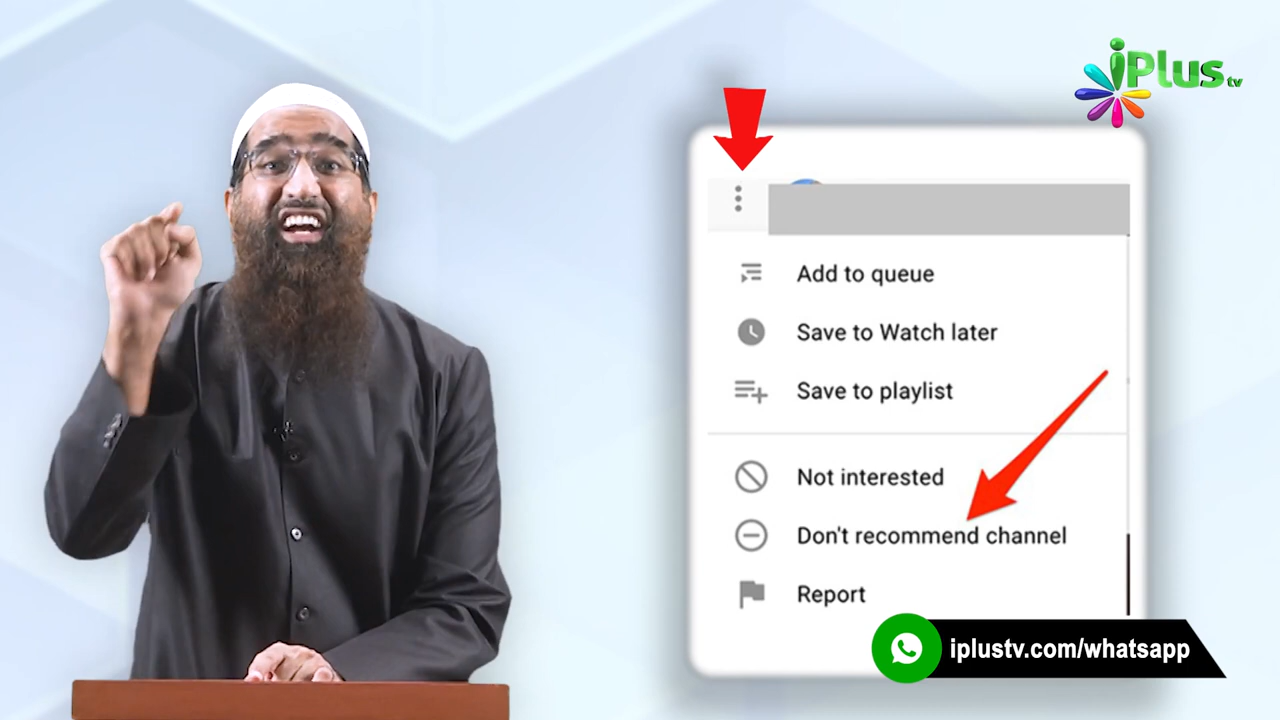 iPlus tv
Add to queue
Save to Watch later
Save to playlist
Not interested
Don't recommend channel
Report
iplustv.com/whatsapp